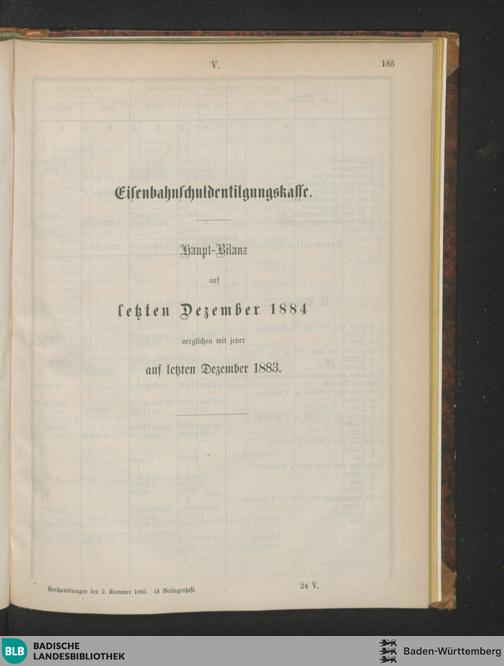 V.
185
Eisenbahnschuldentilgungskasse.
Haupt-Bilanz
auf
letzten Dezember 1884
verglichen mit jener
auf letzten Dezember 1883.
Verhandlungen der 2. Kammer 1885. 14 Beilagenheft.
24 V.
BLB
BADISCHE
LANDESBIBLIOTHEK
Baden-Württemberg